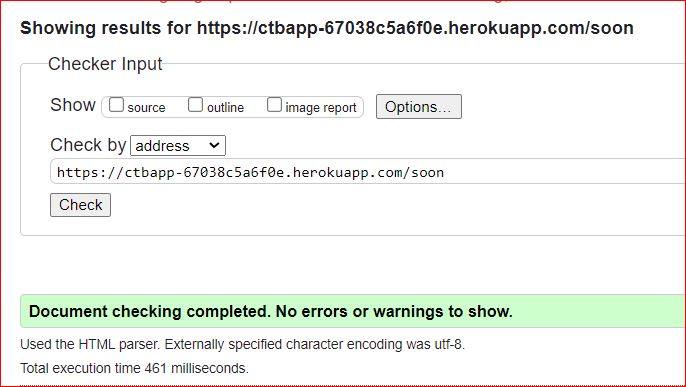 Showing results for https://ctbapp-67038c5a6f0e.herokuapp.com/soon
Checker Input
Show source outline image report Options...
Check by address
https://ctbapp-67038c5a6f0e.herokuapp.com/soon
Check
Document checking completed. No errors or warnings to show.
Used the HTML parser. Externally specified character encoding was utf-8.
Total execution time 461 milliseconds.